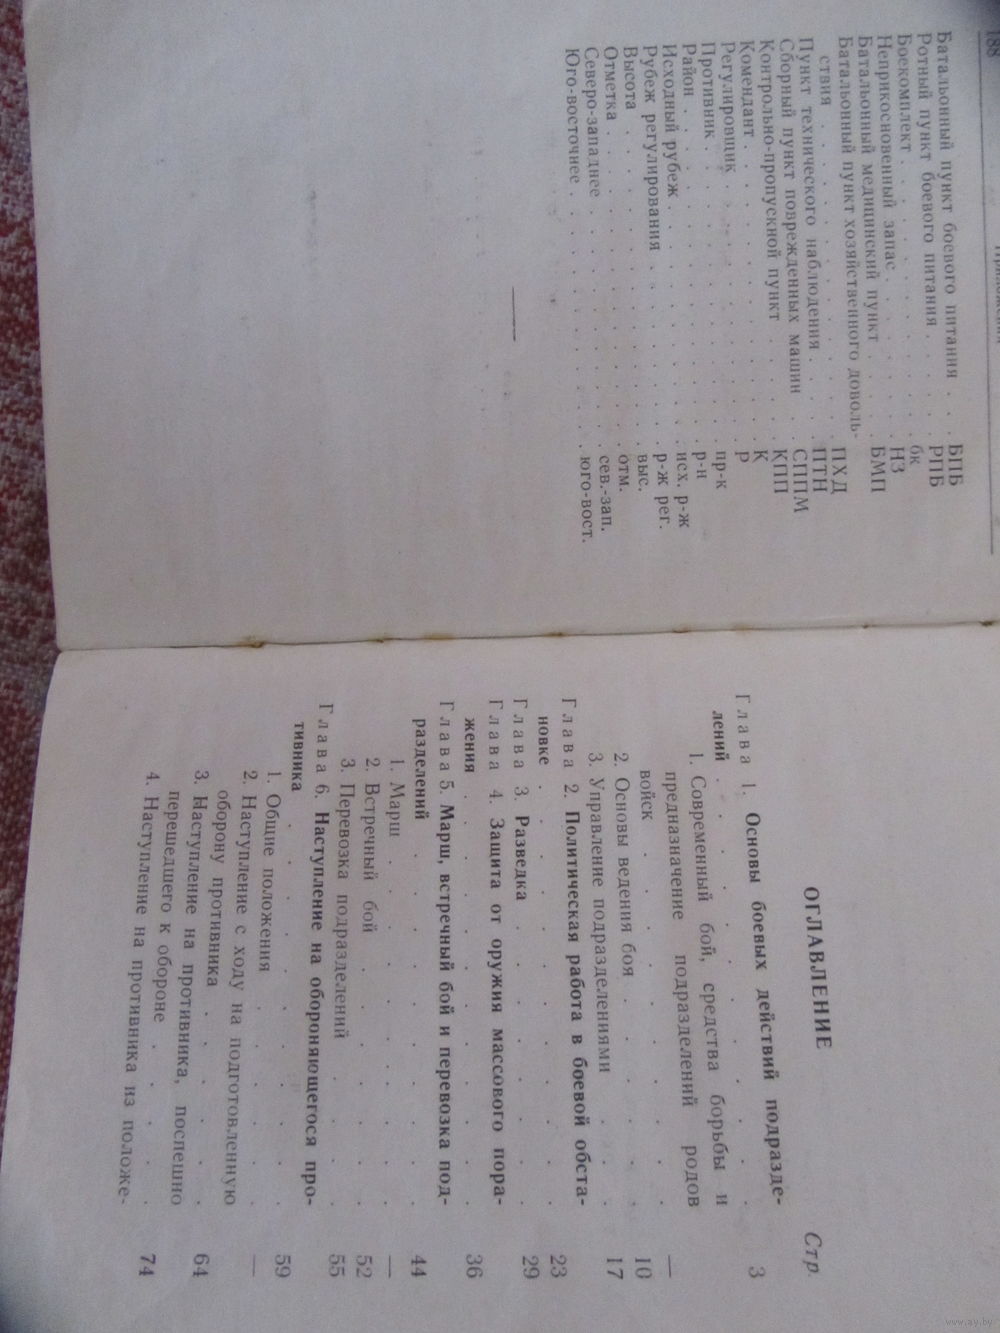 188
Приложения
Батальонный пункт боевого питания . . БПБ
Ротный пункт боевого питания . . . . РПБ
Боекомплект . . . . . . . . . . бк
Неприкосновенный запас . . . . . . НЗ
Батальонный медицинский пункт . . . . БМП
Батальонный пункт хозяйственного доволь-
ствия . . . . . . . . . . . . ПХД
Пункт технического наблюдения . . . . ПТН
Сборный пункт поврежденных машин . . СППМ
Контрольно-пропускной пункт . . . . КПП
Комендант . . . . . . . . . . . К
Регулировщик . . . . . . . . . . Р
Противник . . . . . . . . . . . пр-к
Район . . . . . . . . . . . . р-н
Исходный рубеж . . . . . . . . . исх. р-ж
Рубеж регулирования . . . . . . . р-ж рег.
Высота . . . . . . . . . . . . выс.
Отметка . . . . . . . . . . . . отм.
Северо-западнее . . . . . . . . . сев.-зап.
Юго-восточнее . . . . . . . . . . юго-вост.
ОГЛАВЛЕНИЕ
Стр.
Глава 1. Основы боевых действий подразде-
лений . . . . . . . . . . 3
1. Современный бой, средства борьбы и
предназначение подразделений родов
войск . . . . . . . . —
2. Основы ведения боя . . . . . 10
3. Управление подразделениями . . . 17
Глава 2. Политическая работа в боевой обста-
новке . . . . . . . . . . 23
Глава 3. Разведка . . . . . . . 29
Глава 4. Защита от оружия массового пора-
жения . . . . . . . . . . 36
Глава 5. Марш, встречный бой и перевозка под-
разделений . . . . . . . . 44
1. Марш . . . . . . . . . —
2. Встречный бой . . . . . . 52
3. Перевозка подразделений . . . . 55
Глава 6. Наступление на обороняющегося про-
тивника . . . . . . . . . 59
1. Общие положения . . . . . . —
2. Наступление с ходу на подготовленную
оборону противника . . . . . 64
3. Наступление на противника, поспешно
перешедшего к обороне . . . . 74
4. Наступление на противника из положе-
www.ay.by